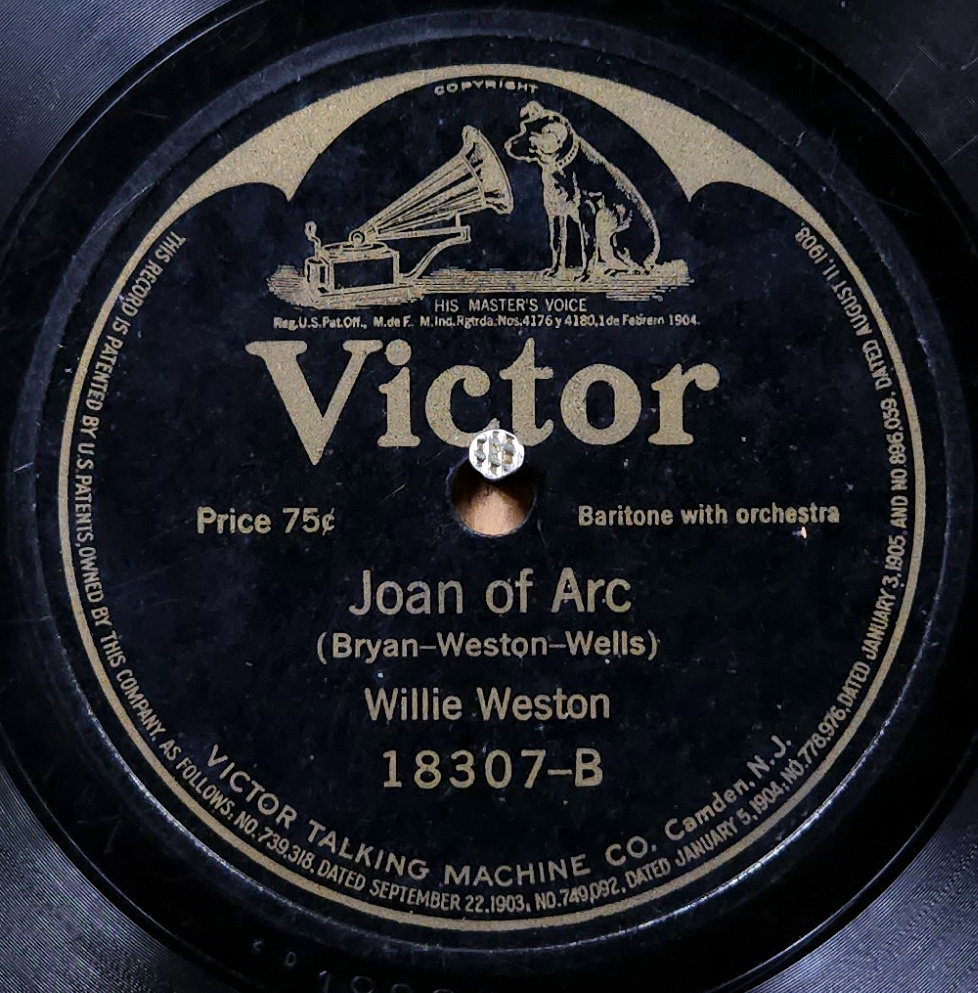 COPYRIGHT
HIS MASTER'S VOICE
Reg.U.S.Pat.Off., M.de F. M.Ind.Rgtrda.Nos.4176 y 4180,1 de Febrero 1904.
Victor
Price 75¢
Baritone with orchestra
Joan of Arc
(Bryan–Weston–Wells)
Willie Weston
18307–B
VICTOR TALKING MACHINE CO. Camden, N.J.
THIS RECORD IS PATENTED BY U.S. PATENTS, OWNED BY THIS COMPANY, AS FOLLOWS: NO.739,318, DATED SEPTEMBER 22,1903, NO.749,092, DATED JANUARY 5,1904; NO.778,976, DATED JANUARY 3,1905, AND NO.896,059, DATED AUGUST 11,1908.